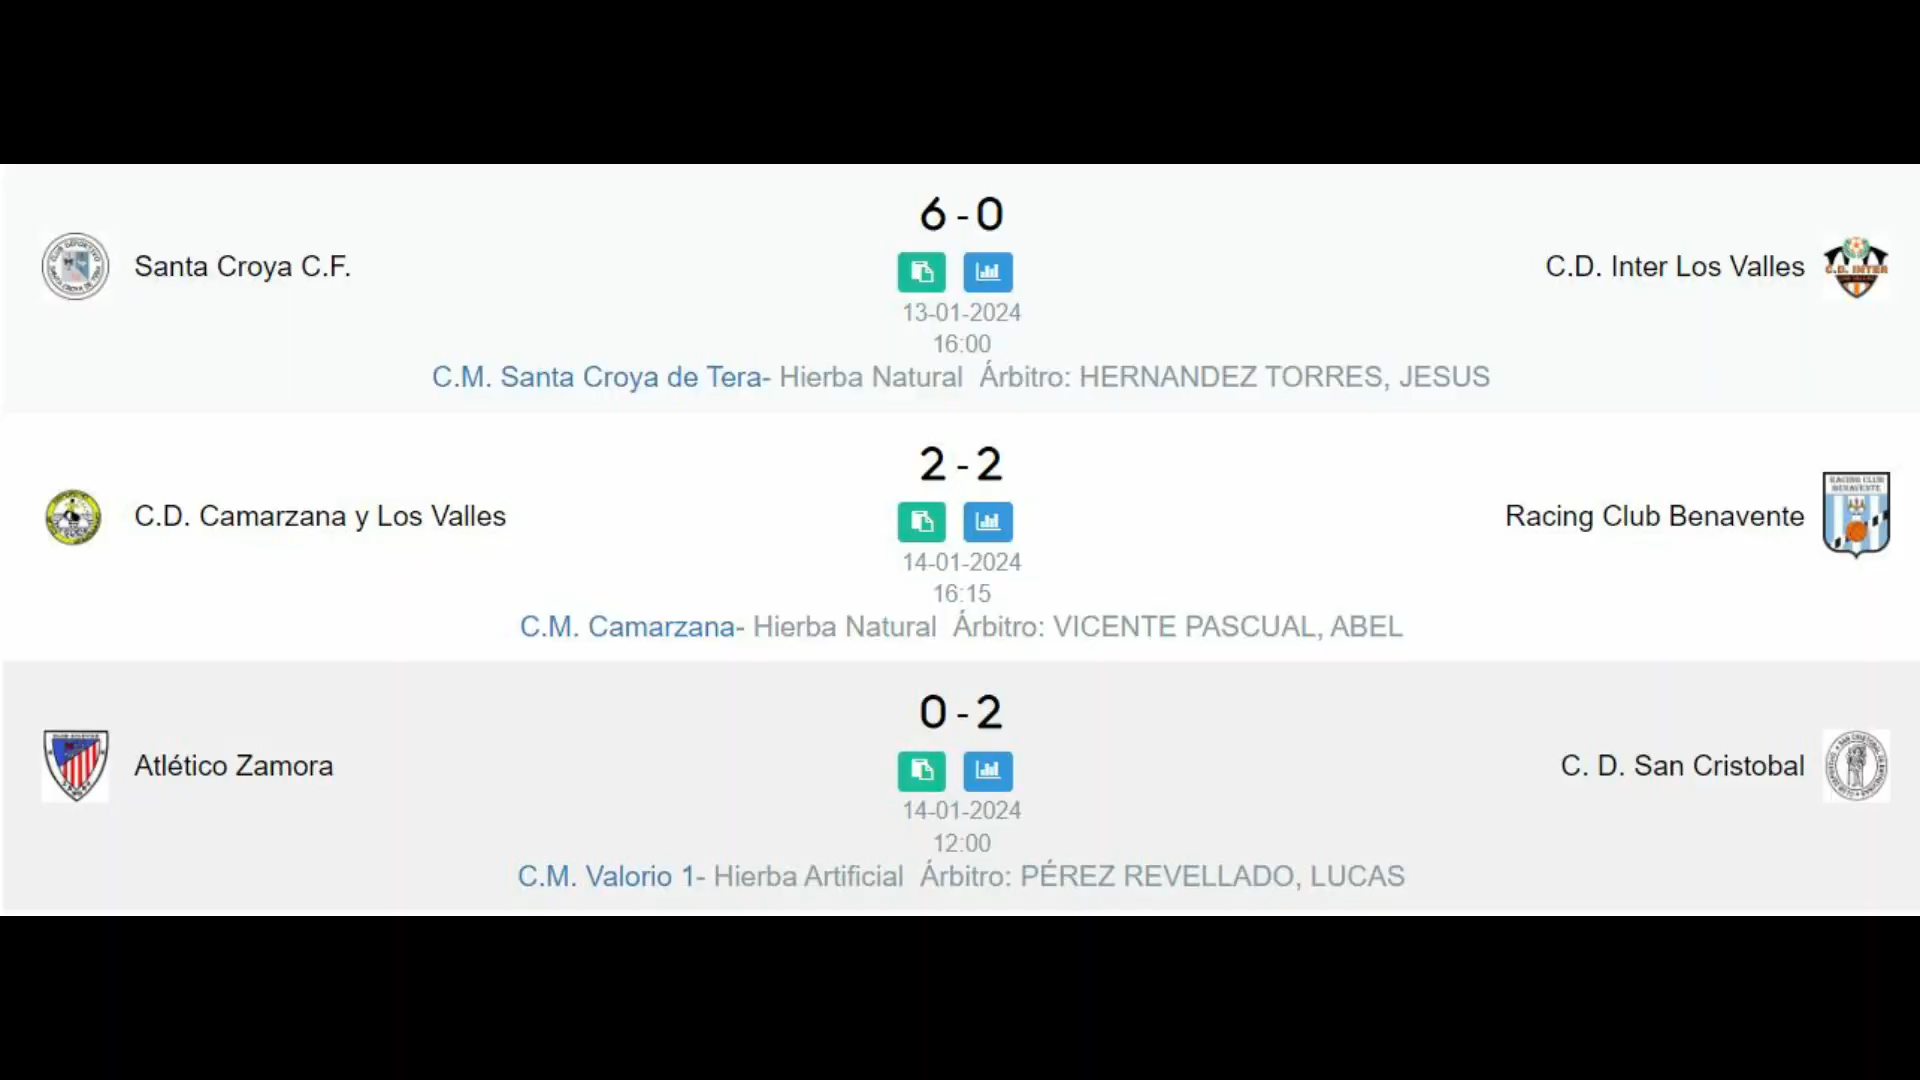 6 - 0
Santa Croya C.F.
C.D. Inter Los Valles
13-01-2024
16:00
C.M. Santa Croya de Tera- Hierba Natural Árbitro: HERNANDEZ TORRES, JESUS
2 - 2
C.D. Camarzana y Los Valles
Racing Club Benavente
RACING CLUB
BENAVENTE
14-01-2024
16:15
C.M. Camarzana- Hierba Natural Árbitro: VICENTE PASCUAL, ABEL
0 - 2
Atlético Zamora
C. D. San Cristobal
14-01-2024
12:00
C.M. Valorio 1- Hierba Artificial Árbitro: PÉREZ REVELLADO, LUCAS